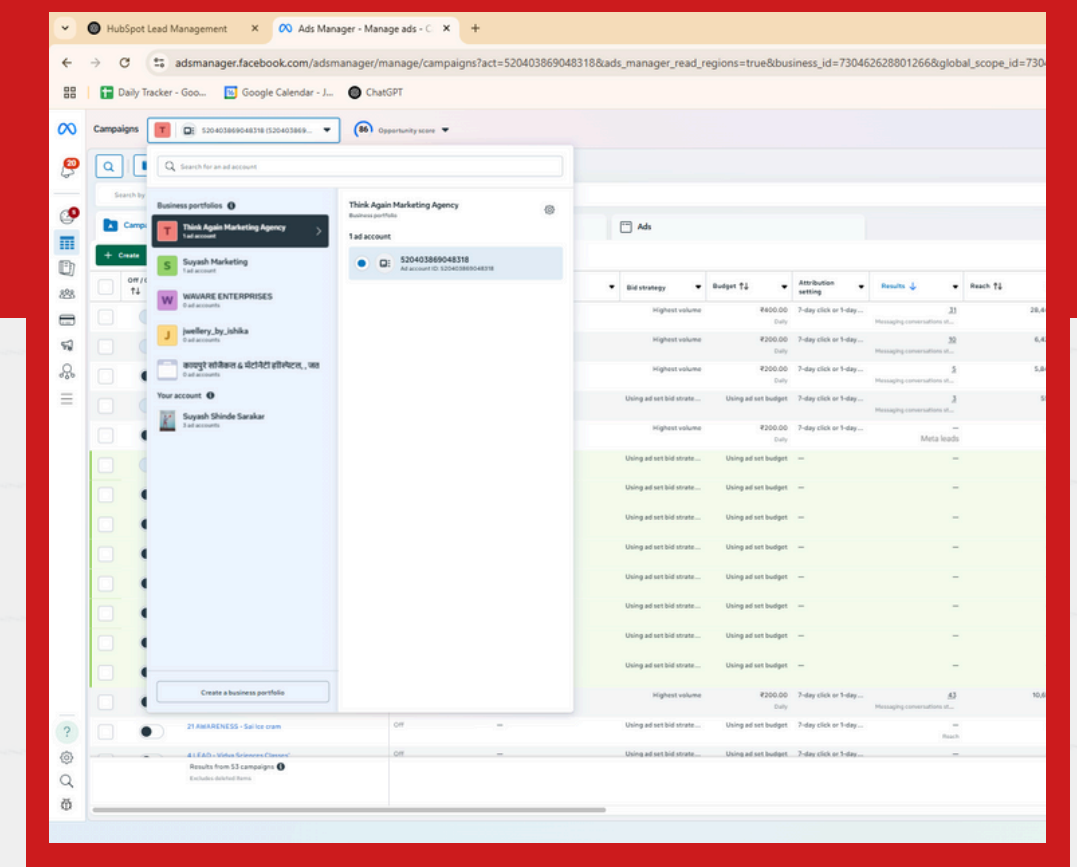 HubSpot Lead Management
Ads Manager - Manage ads - C
adsmanager.facebook.com/adsmanager/manage/campaigns?act=520403869048318&ads_manager_read_regions=true&business_id=730462628801266&global_scope_id=7304
Daily Tracker - Goo...
Google Calendar - J...
ChatGPT
Campaigns
T
520403869048318 (520403869...
86
Opportunity score
20
Search for an ad account
Search by
Business portfolios
T
Think Again Marketing Agency
1 ad account
S
Suyash Marketing
1 ad account
W
WAVARE ENTERPRISES
0 ad accounts
J
jwellery_by_ishika
0 ad accounts
0 ad accounts
Your account
Suyash Shinde Sarakar
3 ad accounts
Create a business portfolio
Think Again Marketing Agency
Business portfolio
1 ad account
520403869048318
Ad account ID: 520403869048318
Campa
Ads
+ Create
Off / O
Bid strategy
Budget
Attribution setting
Results
Reach
Highest volume ₹400.00 7-day click or 1-day... 31 28,4
Daily Messaging conversations st...
Highest volume ₹200.00 7-day click or 1-day... 10 6,4
Daily Messaging conversations st...
Highest volume ₹200.00 7-day click or 1-day... 5 5,8
Daily Messaging conversations st...
Using ad set bid strate... Using ad set budget 7-day click or 1-day... 3
Messaging conversations st...
Highest volume ₹200.00 7-day click or 1-day... —
Daily Meta leads
Using ad set bid strate... Using ad set budget — —
Using ad set bid strate... Using ad set budget — —
Using ad set bid strate... Using ad set budget — —
Using ad set bid strate... Using ad set budget — —
Using ad set bid strate... Using ad set budget — —
Using ad set bid strate... Using ad set budget — —
Using ad set bid strate... Using ad set budget — —
Using ad set bid strate... Using ad set budget — —
Highest volume ₹200.00 7-day click or 1-day... 43 10,6
Daily Messaging conversations st...
21 AWARENESS - Sai Ice cram Off — Using ad set bid strate... Using ad set budget 7-day click or 1-day... —
Reach
4 LEAD - Vidya Sciences Classes' Off — Using ad set bid strate... Using ad set budget 7-day click or 1-day... —
Results from 53 campaigns
Excludes deleted items